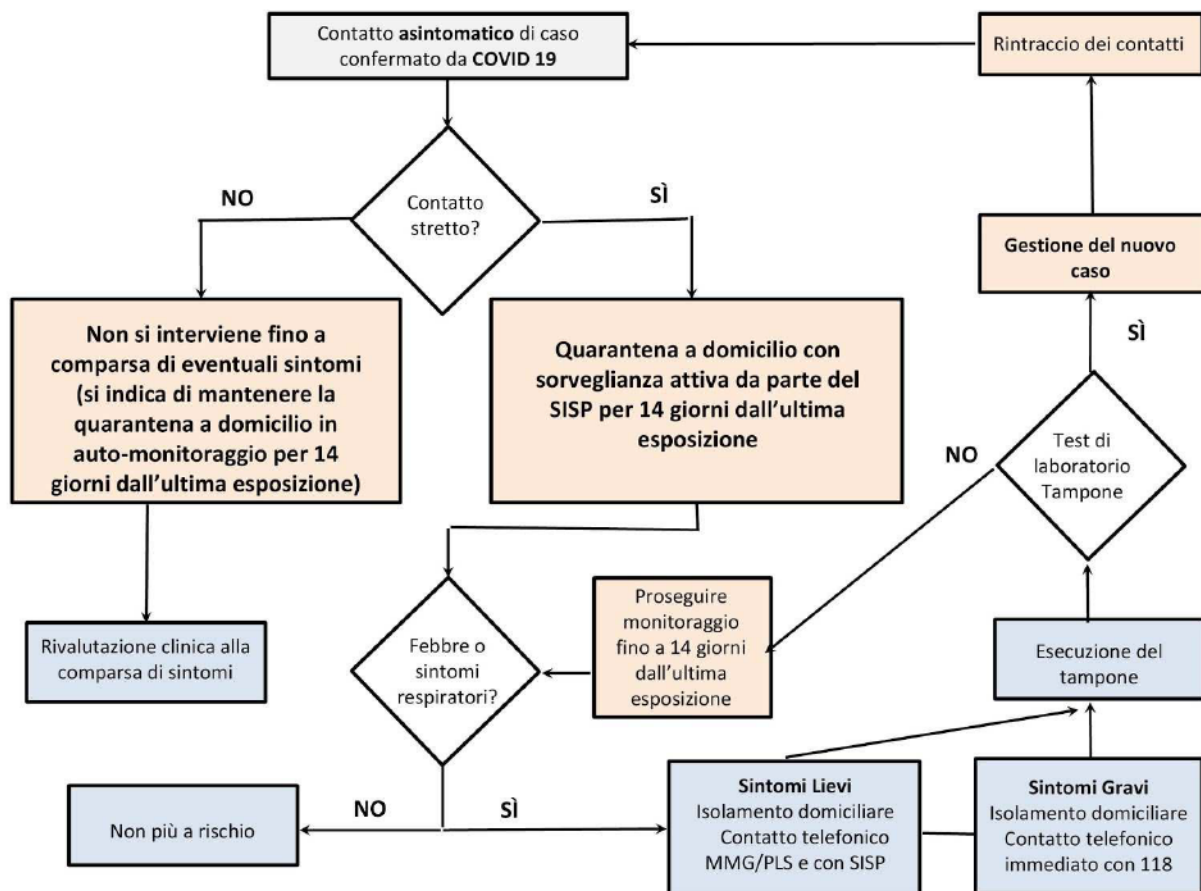 Contatto asintomatico di caso
confermato da COVID 19
Rintraccio dei contatti
NO
Contatto
stretto?
SÌ
Gestione del nuovo
caso
Non si interviene fino a
comparsa di eventuali sintomi
(si indica di mantenere la
quarantena a domicilio in
auto-monitoraggio per 14
giorni dall'ultima esposizione)
Quarantena a domicilio con
sorveglianza attiva da parte del
SISP per 14 giorni dall'ultima
esposizione
SÌ
NO
Test di
laboratorio
Tampone
Rivalutazione clinica alla
comparsa di sintomi
Febbre o
sintomi
respiratori?
Proseguire
monitoraggio
fino a 14 giorni
dall'ultima
esposizione
Esecuzione del
tampone
Non più a rischio
NO
SÌ
Sintomi Lievi
Isolamento domiciliare
Contatto telefonico
MMG/PLS e con SISP
Sintomi Gravi
Isolamento domiciliare
Contatto telefonico
immediato con 118